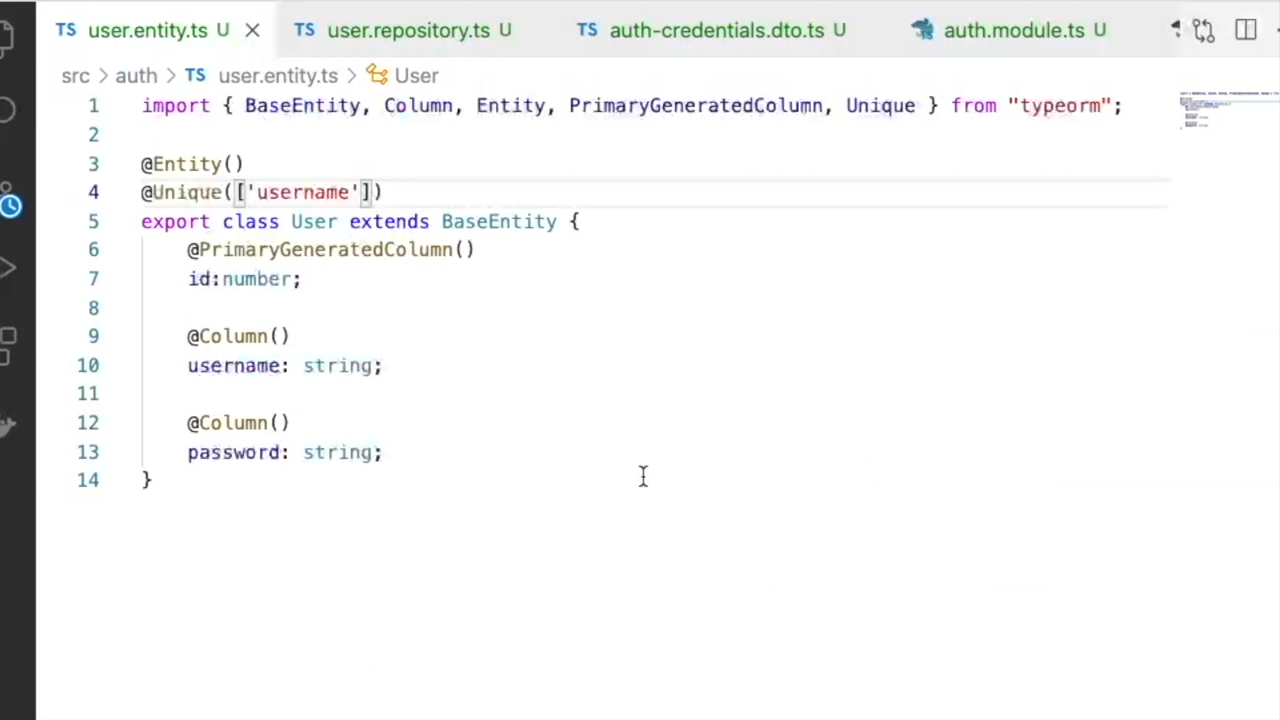 TS user.entity.ts U TS user.repository.ts U TS auth-credentials.dto.ts U auth.module.ts U
src > auth > TS user.entity.ts > User
1 import { BaseEntity, Column, Entity, PrimaryGeneratedColumn, Unique } from "typeorm";
2
3 @Entity()
4 @Unique(['username'])
5 export class User extends BaseEntity {
6 @PrimaryGeneratedColumn()
7 id:number;
8
9 @Column()
10 username: string;
11
12 @Column()
13 password: string;
14 }